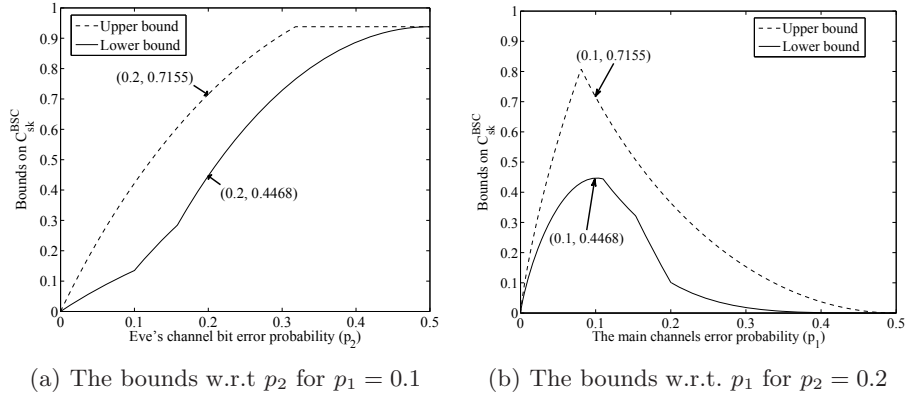 Upper bound
Lower bound
(0.2, 0.7155)
(0.2, 0.4468)
Bounds on C_sk^BSC
1
0.9
0.8
0.7
0.6
0.5
0.4
0.3
0.2
0.1
0
0 0.1 0.2 0.3 0.4 0.5
Eve's channel bit error probability (p_2)
(a) The bounds w.r.t p_2 for p_1 = 0.1
Upper bound
Lower bound
(0.1, 0.7155)
(0.1, 0.4468)
Bounds on C_sk^BSC
1
0.9
0.8
0.7
0.6
0.5
0.4
0.3
0.2
0.1
0
0 0.1 0.2 0.3 0.4 0.5
The main channels error probability (p_1)
(b) The bounds w.r.t. p_1 for p_2 = 0.2